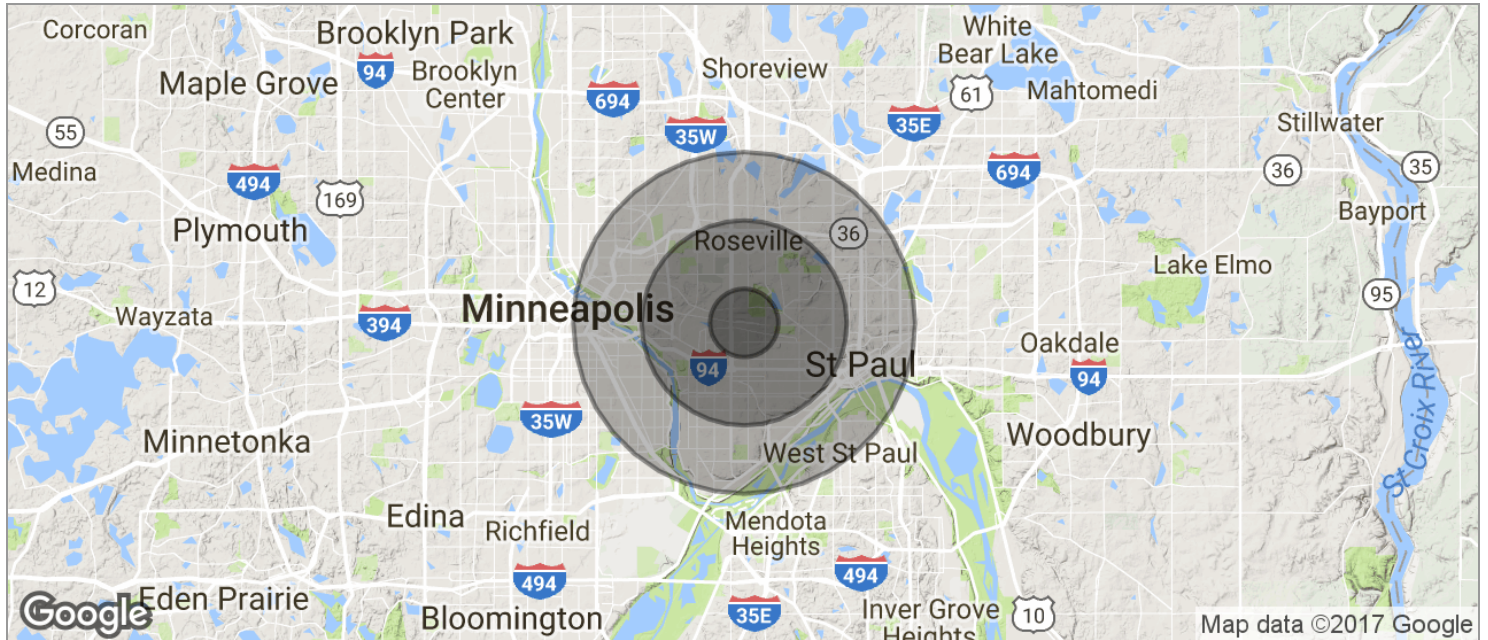 Corcoran
Brooklyn Park
White
Bear Lake
94
Maple Grove
Brooklyn
Center
Shoreview
694
61
Mahtomedi
55
35W
35E
Stillwater
Medina
494
169
694
36
35
Plymouth
Roseville
36
Bayport
12
Lake Elmo
95
Wayzata
394
Minneapolis
Oakdale
94
St Paul
94
35W
St Croix River
Minnetonka
West St Paul
Woodbury
Edina
Richfield
Mendota
Heights
494
494
Eden Prairie
Bloomington
35E
Inver Grove
Heights
10
Google
Map data ©2017 Google